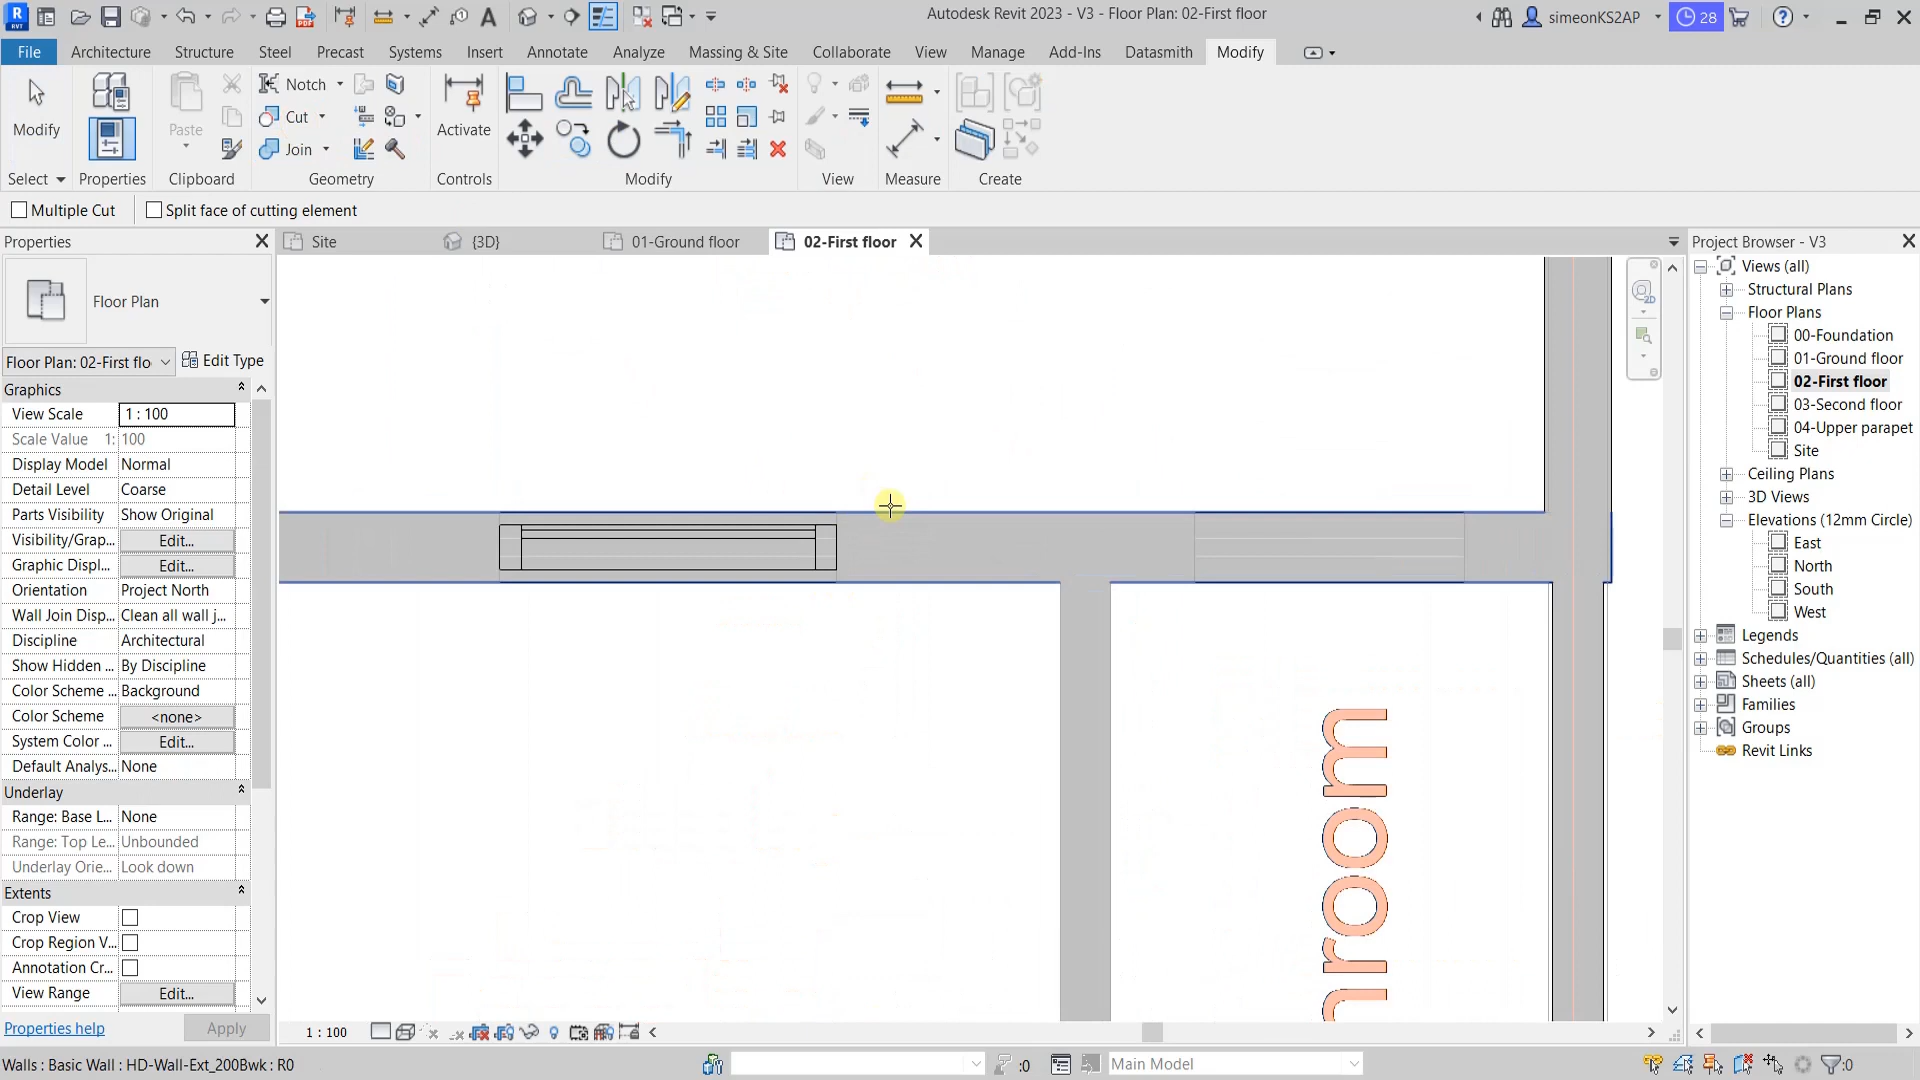 Autodesk Revit 2023 - V3 - Floor Plan: 02-First floor
simeonKS2AP
28
File Architecture Structure Steel Precast Systems Insert Annotate Analyze Massing & Site Collaborate View Manage Add-Ins Datasmith Modify
Modify
Paste
Notch
Cut
Join
Activate
Select Properties Clipboard Geometry Controls Modify View Measure Create
Multiple Cut Split face of cutting element
Properties
Site {3D} 01-Ground floor 02-First floor
Floor Plan
Floor Plan: 02-First flo Edit Type
Graphics
View Scale 1 : 100
Scale Value 1: 100
Display Model Normal
Detail Level Coarse
Parts Visibility Show Original
Visibility/Grap... Edit...
Graphic Displ... Edit...
Orientation Project North
Wall Join Disp... Clean all wall j...
Discipline Architectural
Show Hidden ... By Discipline
Color Scheme ... Background
Color Scheme <none>
System Color ... Edit...
Default Analys... None
Underlay
Range: Base L... None
Range: Top Le... Unbounded
Underlay Orie... Look down
Extents
Crop View
Crop Region V...
Annotation Cr...
View Range Edit...
Properties help Apply
room
2D
Project Browser - V3
Views (all)
Structural Plans
Floor Plans
00-Foundation
01-Ground floor
02-First floor
03-Second floor
04-Upper parapet
Site
Ceiling Plans
3D Views
Elevations (12mm Circle)
East
North
South
West
Legends
Schedules/Quantities (all)
Sheets (all)
Families
Groups
Revit Links
1 : 100
Walls : Basic Wall : HD-Wall-Ext_200Bwk : R0
:0
Main Model
:0